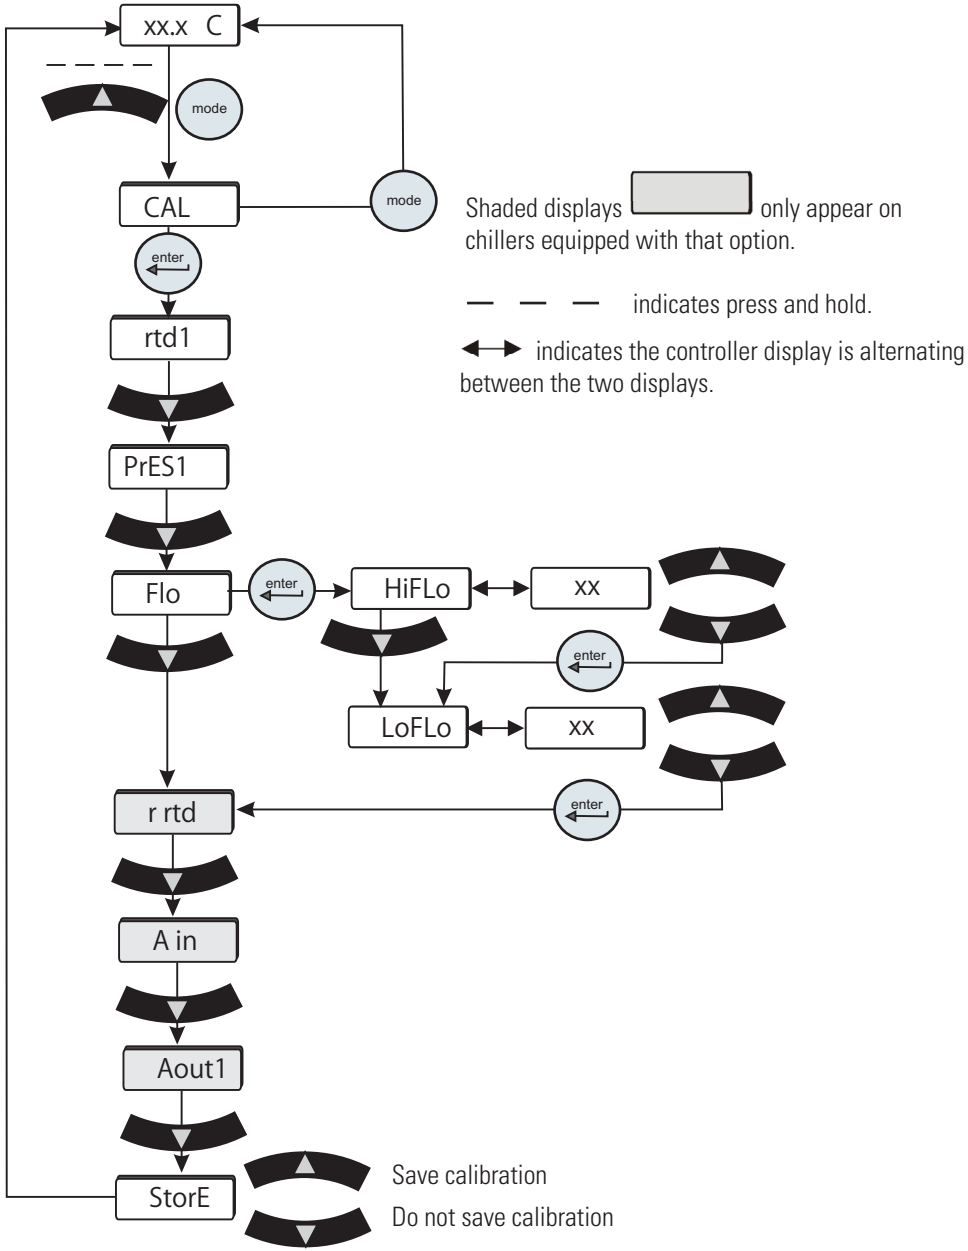 xx.x C
mode
CAL
mode
Shaded displays only appear on
chillers equipped with that option.
enter
indicates press and hold.
rtd1
indicates the controller display is alternating
between the two displays.
PrES1
Flo
enter
HiFLo
xx
enter
LoFLo
xx
r rtd
enter
A in
Aout1
StorE
Save calibration
Do not save calibration